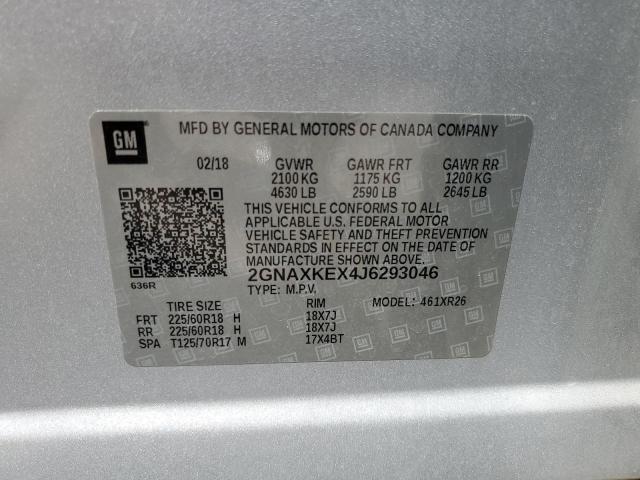 GM
MFD BY GENERAL MOTORS OF CANADA COMPANY
02/18 GVWR GAWR FRT GAWR RR
2100 KG 1175 KG 1200 KG
4630 LB 2590 LB 2645 LB
THIS VEHICLE CONFORMS TO ALL
APPLICABLE U.S. FEDERAL MOTOR
VEHICLE SAFETY AND THEFT PREVENTION
STANDARDS IN EFFECT ON THE DATE OF
MANUFACTURE SHOWN ABOVE.
2GNAXKEX4J6293046
636R
TYPE: M.P.V. MODEL: 461XR26
TIRE SIZE RIM
FRT 225/60R18 H 18X7J
RR 225/60R18 H 18X7J
SPA T125/70R17 M 17X4BT